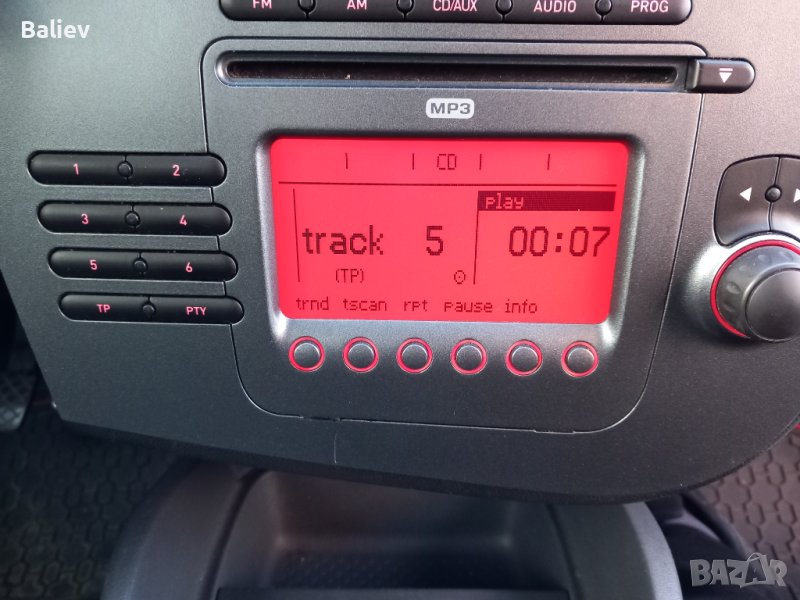 Baliev
FM AM CD/AUX AUDIO PROG
MP3
CD
play
track 5 00:07
(TP)
trnd tscan rpt pause info
1 2
3 4
5 6
TP PTY
BAZAR